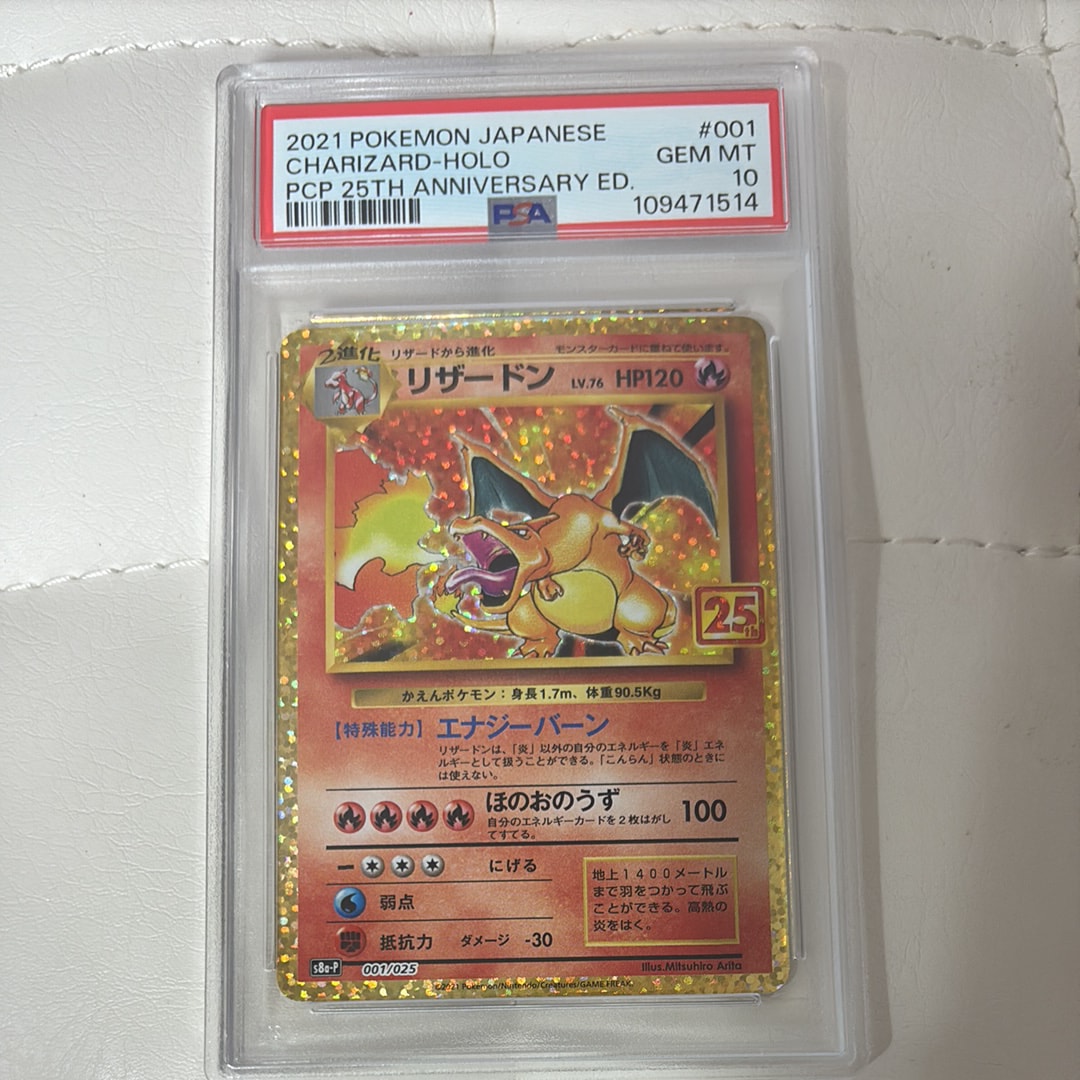 2021 POKEMON JAPANESE #001
CHARIZARD-HOLO GEM MT
PCP 25TH ANNIVERSARY ED. 10
PSA 109471514
2進化 リザードから進化 モンスターカードに重ねて使います。
リザードン LV.76 HP120
25th
かえんポケモン：身長1.7m、体重90.5Kg
【特殊能力】エナジーバーン
リザードンは、「炎」以外の自分のエネルギーを「炎」エネ
ルギーとして扱うことができる。「こんらん」状態のときに
は使えない。
ほのおのうず 100
自分のエネルギーカードを2枚はがし
てすてる。
ー にげる
弱点
抵抗力 ダメージ -30
地上1400メートル
まで羽をつかって飛ぶ
ことができる。高熱の
炎をはく。
s8a-P 001/025 Illus.Mitsuhiro Arita
©2021 Pokémon/Nintendo/Creatures/GAME FREAK.